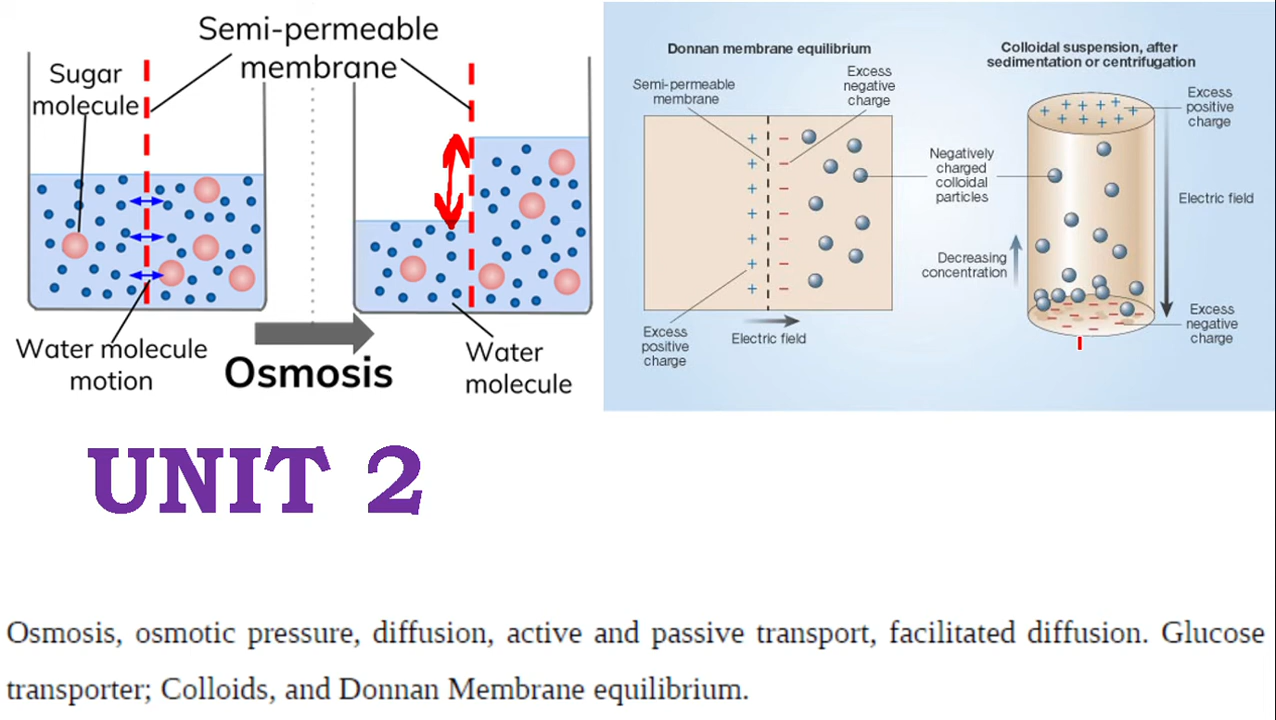 Semi-permeable
membrane
Sugar
molecule
Water molecule
motion
Osmosis
Water
molecule
Donnan membrane equilibrium
Semi-permeable
membrane
Excess
negative
charge
+ −
+ −
+ −
+ −
+ −
+ −
+ −
Excess
positive
charge
Electric field
Negatively
charged
colloidal
particles
Colloidal suspension, after
sedimentation or centrifugation
Excess
positive
charge
Electric field
Decreasing
concentration
Excess
negative
charge
UNIT 2
Osmosis, osmotic pressure, diffusion, active and passive transport, facilitated diffusion. Glucose
transporter; Colloids, and Donnan Membrane equilibrium.